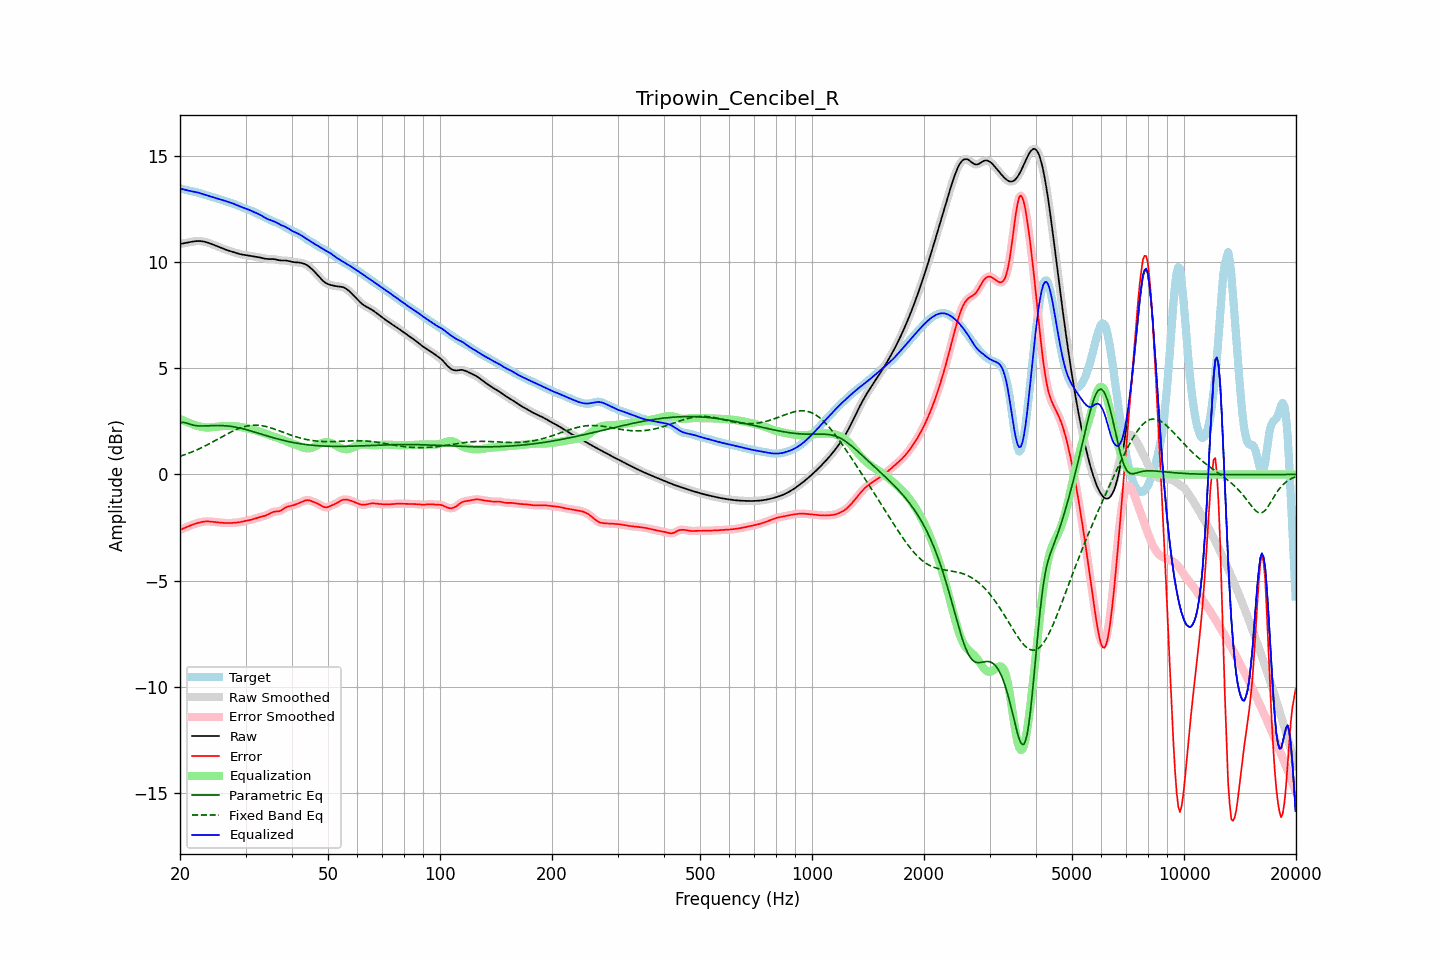 Tripowin_Cencibel_R
Amplitude (dBr)
15
10
5
0
−5
−10
−15
Target
Raw Smoothed
Error Smoothed
Raw
Error
Equalization
Parametric Eq
Fixed Band Eq
Equalized
20 50 100 200 500 1000 2000 5000 10000 20000
Frequency (Hz)